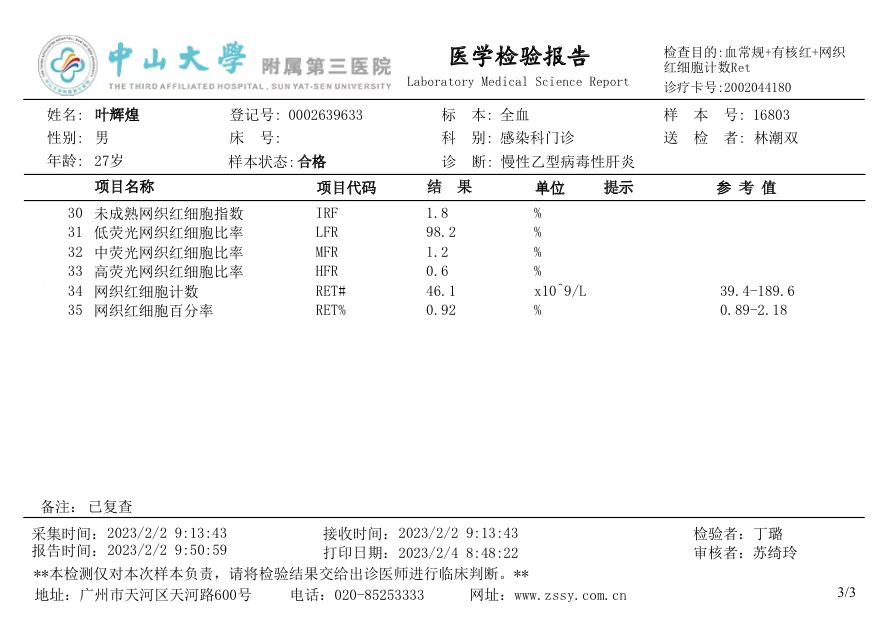 中山大学 附属第三医院
THE THIRD AFFILIATED HOSPITAL, SUN YAT-SEN UNIVERSITY
医学检验报告
Laboratory Medical Science Report
检查目的:血常规+有核红+网织
红细胞计数Ret
诊疗卡号:2002044180
姓名: 叶辉煌 登记号: 0002639633 标 本: 全血 样 本 号: 16803
性别: 男 床 号: 科 别: 感染科门诊 送 检 者: 林潮双
年龄: 27岁 样本状态: 合格 诊 断: 慢性乙型病毒性肝炎
项目名称 项目代码 结 果 单位 提示 参 考 值
30 未成熟网织红细胞指数 IRF 1.8 %
31 低荧光网织红细胞比率 LFR 98.2 %
32 中荧光网织红细胞比率 MFR 1.2 %
33 高荧光网织红细胞比率 HFR 0.6 %
34 网织红细胞计数 RET# 46.1 x10^9/L 39.4-189.6
35 网织红细胞百分率 RET% 0.92 % 0.89-2.18
备注: 已复查
采集时间: 2023/2/2 9:13:43 接收时间: 2023/2/2 9:13:43 检验者: 丁璐
报告时间: 2023/2/2 9:50:59 打印日期: 2023/2/4 8:48:22 审核者: 苏绮玲
**本检测仅对本次样本负责，请将检验结果交给出诊医师进行临床判断。**
地址: 广州市天河区天河路600号 电话: 020-85253333 网址: www.zssy.com.cn 3/3